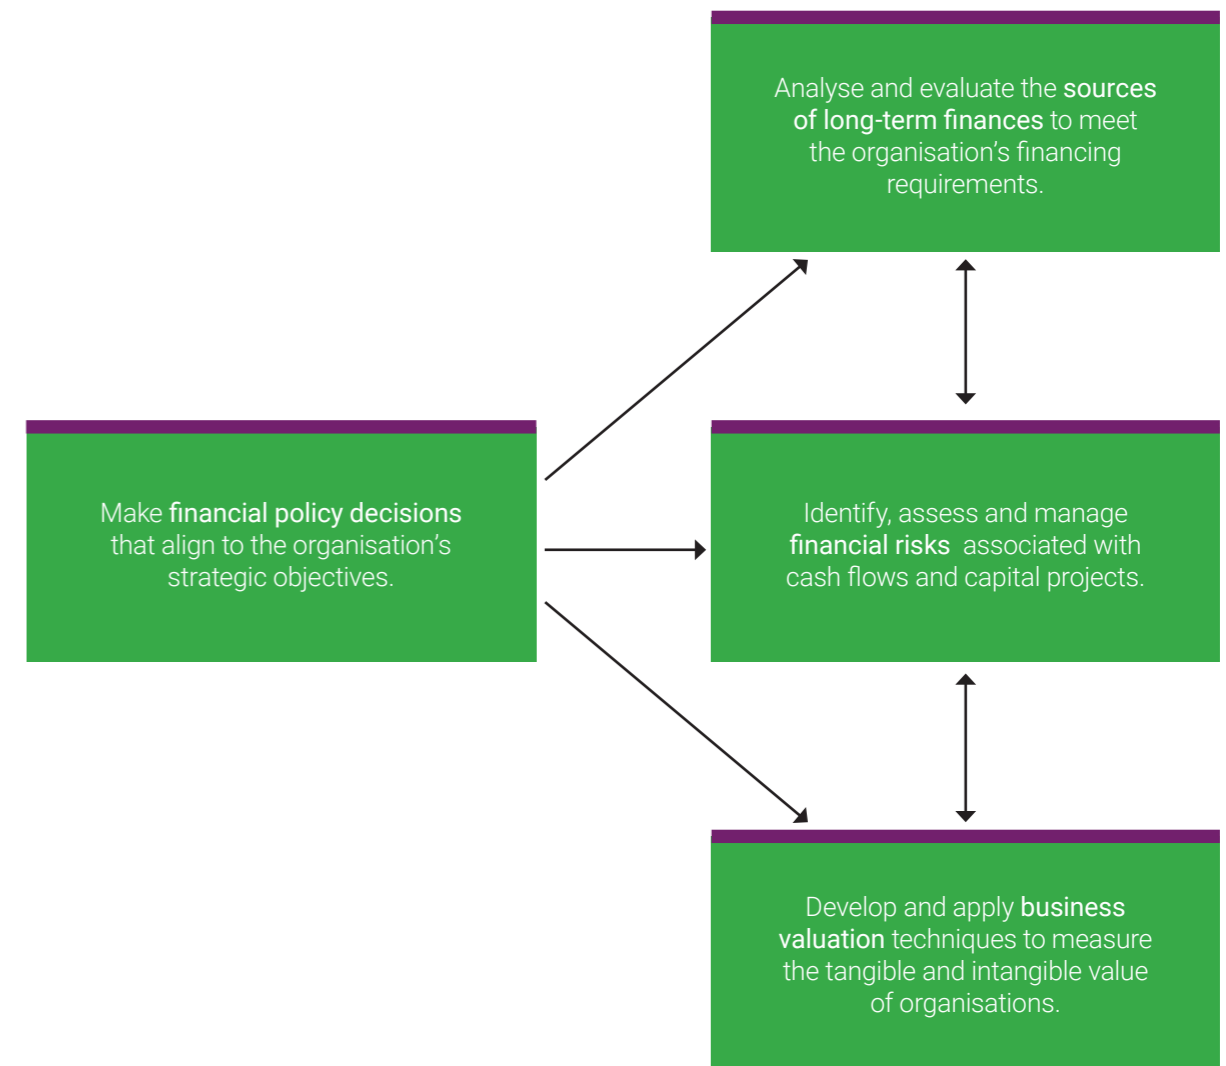 Analyse and evaluate the sources
of long-term finances to meet
the organisation’s financing
requirements.
Make financial policy decisions
that align to the organisation’s
strategic objectives.
Identify, assess and manage
financial risks associated with
cash flows and capital projects.
Develop and apply business
valuation techniques to measure
the tangible and intangible value
of organisations.